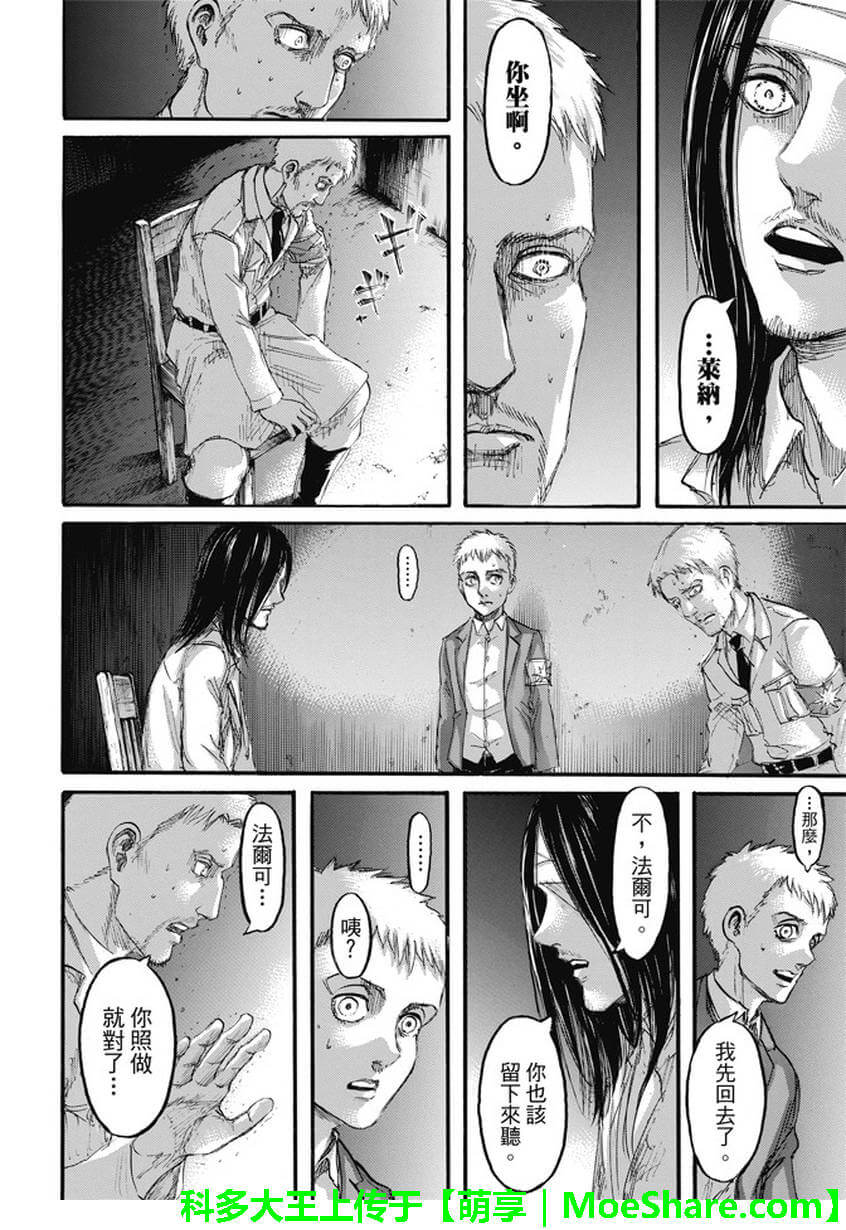 …萊納，
你坐啊。
ギギ
……
…那麼，
我先回去了。
不，法爾可。
你也該
留下來聽。
……
咦？
法爾可…
你照做
就對了…
科多大王上传于【萌享｜MoeShare.com】